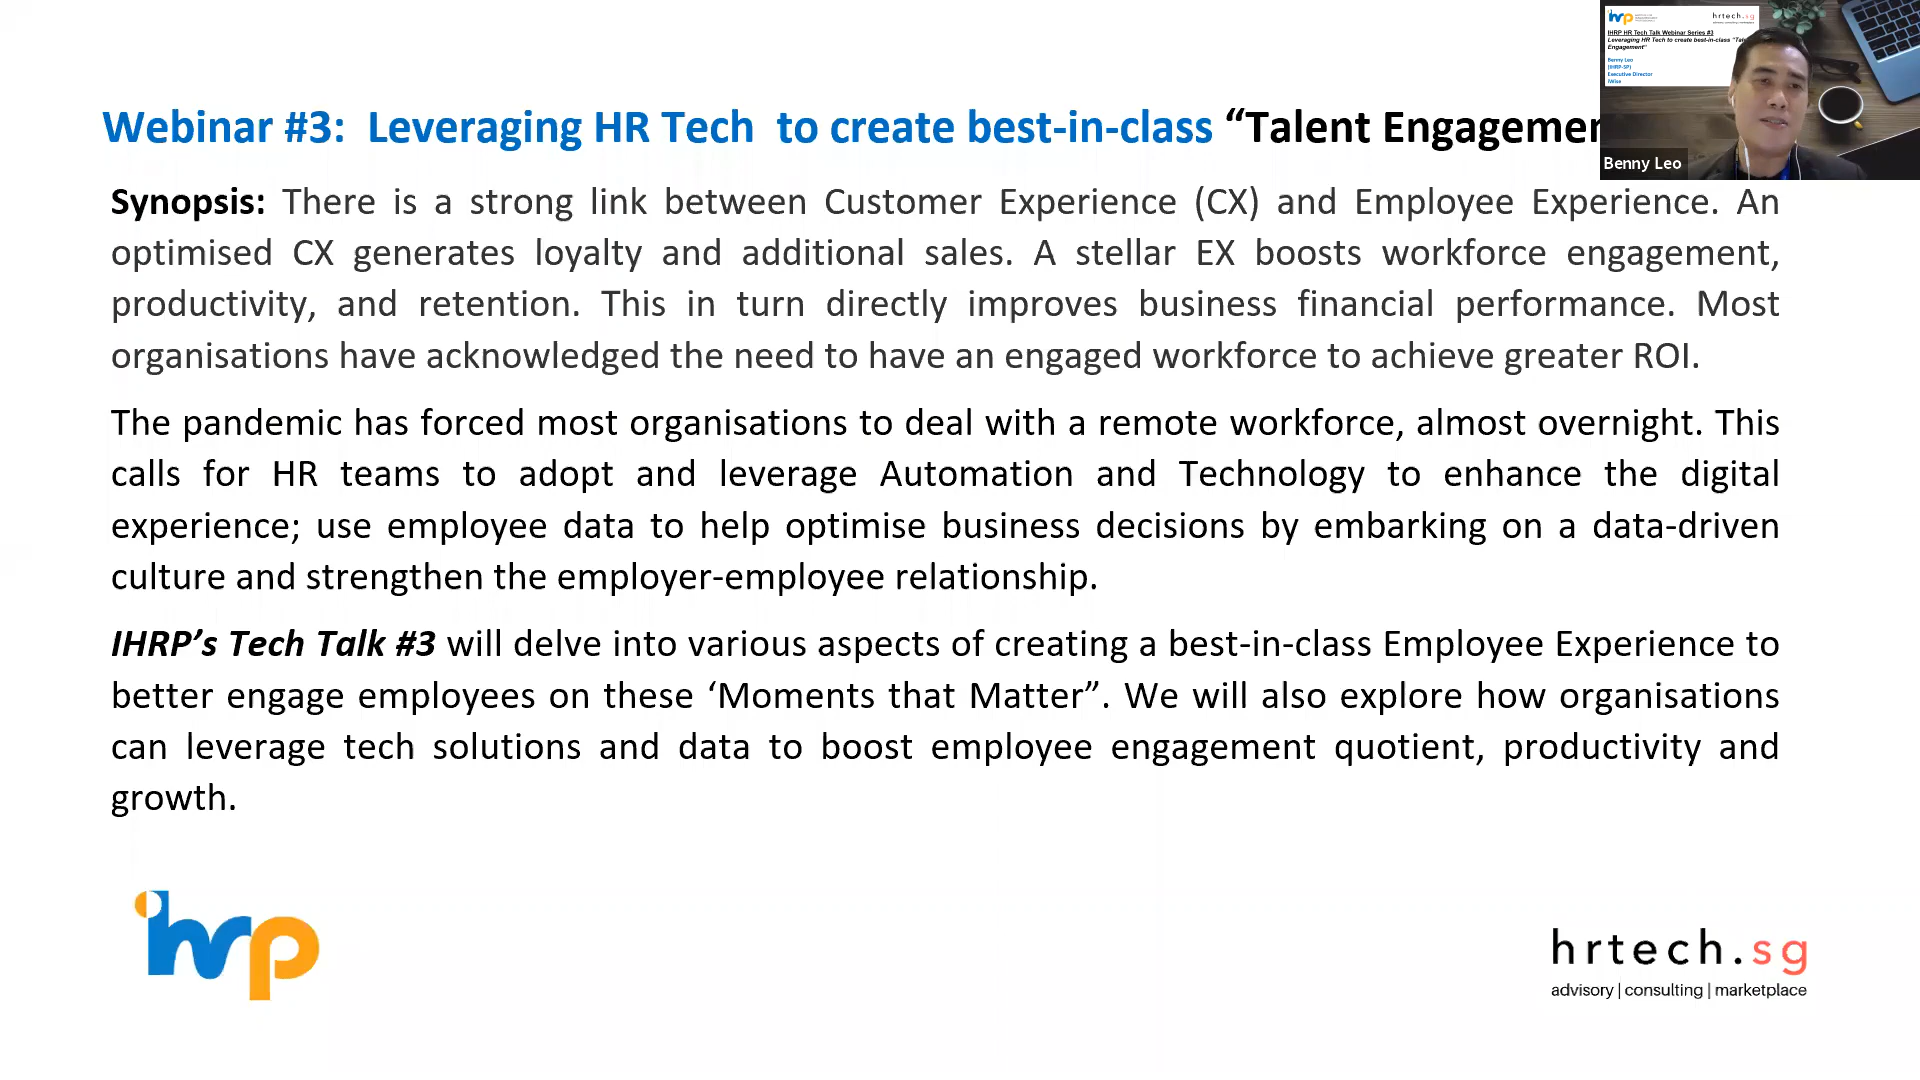 ihrp
hrtech.sg
IHRP HR Tech Talk Webinar Series #3
Leveraging HR Tech to create best-in-class
Engagement"
Benny Leo
(IHRP-SP)
Executive Director
Benny Leo
Webinar #3:  Leveraging HR Tech  to create best-in-class “Talent Engagemen
Synopsis: There is a strong link between Customer Experience (CX) and Employee Experience. An
optimised CX generates loyalty and additional sales. A stellar EX boosts workforce engagement,
productivity, and retention. This in turn directly improves business financial performance. Most
organisations have acknowledged the need to have an engaged workforce to achieve greater ROI.
The pandemic has forced most organisations to deal with a remote workforce, almost overnight. This
calls for HR teams to adopt and leverage Automation and Technology to enhance the digital
experience; use employee data to help optimise business decisions by embarking on a data-driven
culture and strengthen the employer-employee relationship.
IHRP’s Tech Talk #3 will delve into various aspects of creating a best-in-class Employee Experience to
better engage employees on these ‘Moments that Matter”. We will also explore how organisations
can leverage tech solutions and data to boost employee engagement quotient, productivity and
growth.
ihrp
hrtech.sg
advisory | consulting | marketplace